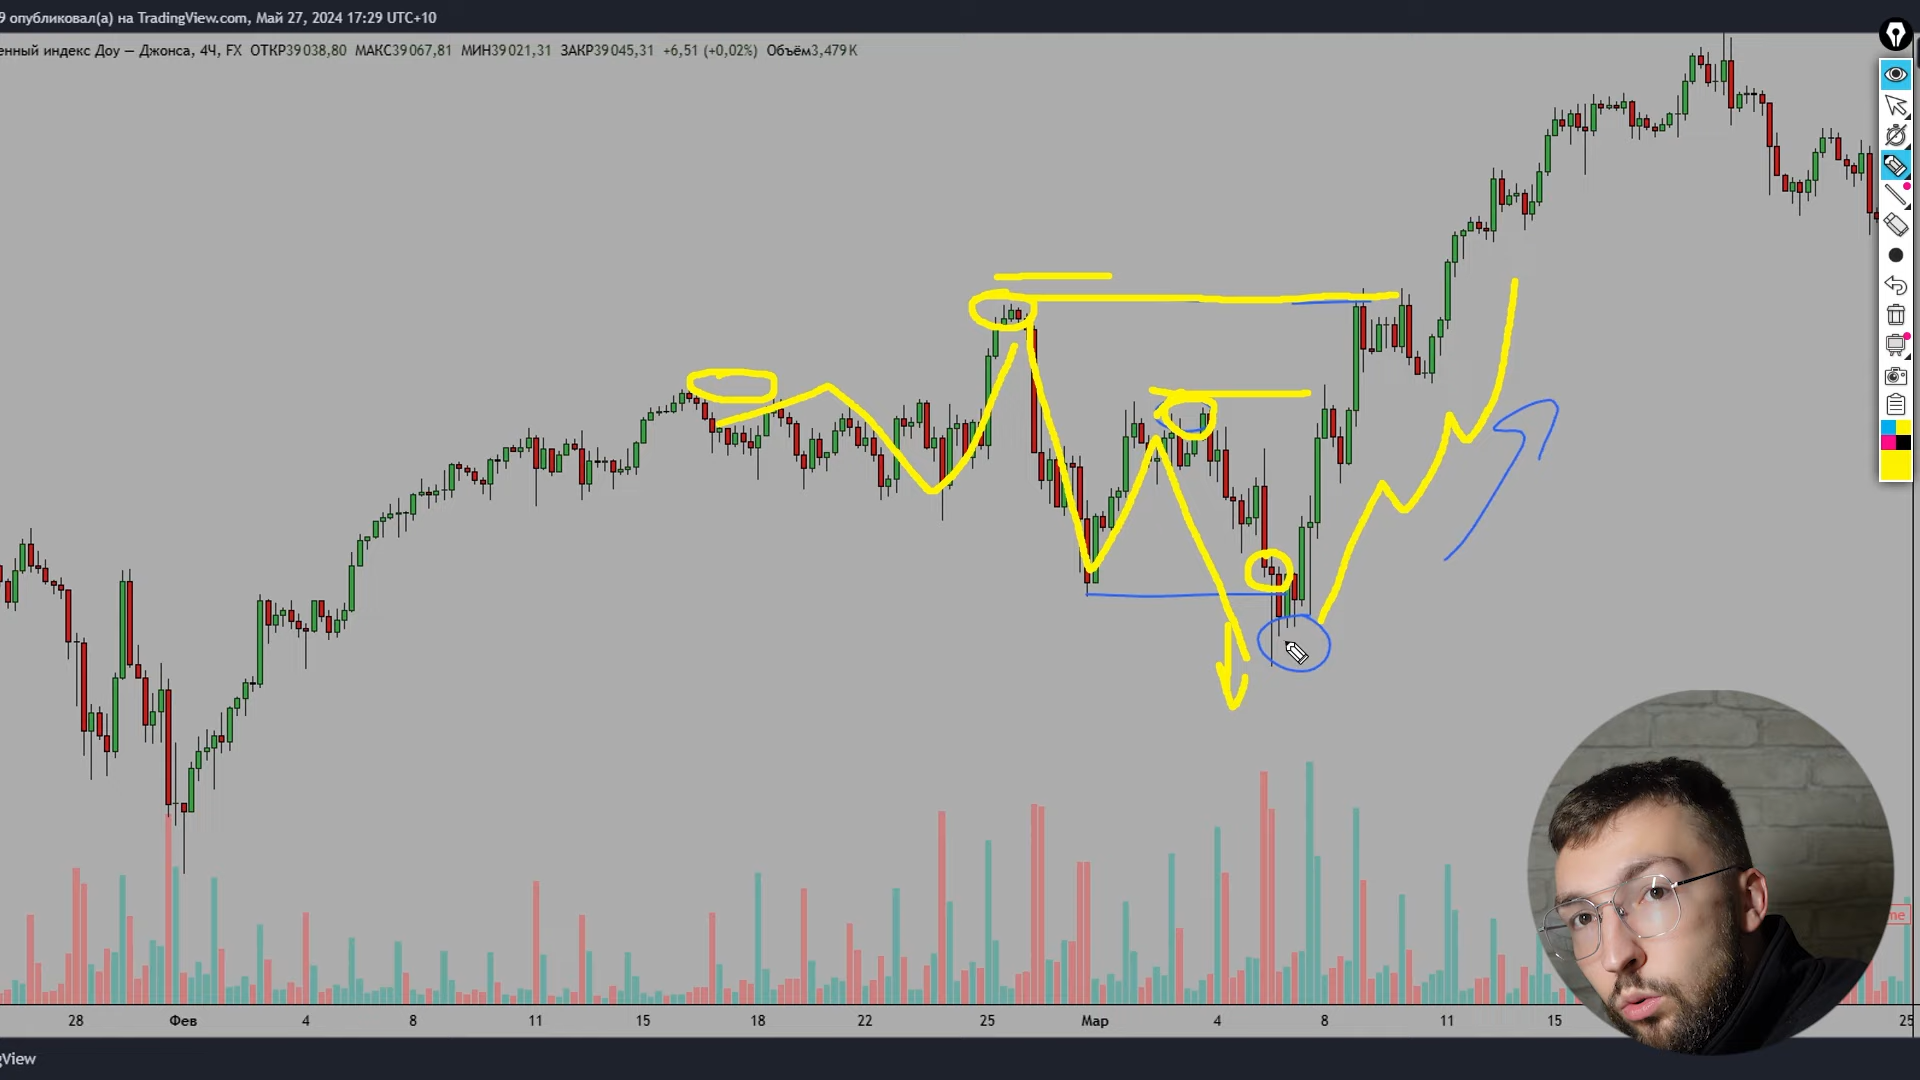 9 опубликовал(а) на TradingView.com, Май 27, 2024 17:29 UTC+10
енный индекс Доу — Джонса, 4Ч, FX ОТКР39038,80 МАКС39067,81 МИН39021,31 ЗАКР39045,31 +6,51 (+0,02%) Объём3,479K
me
28 Фев 4 8 11 15 18 22 25 Мар 4 8 11 15 25
gView